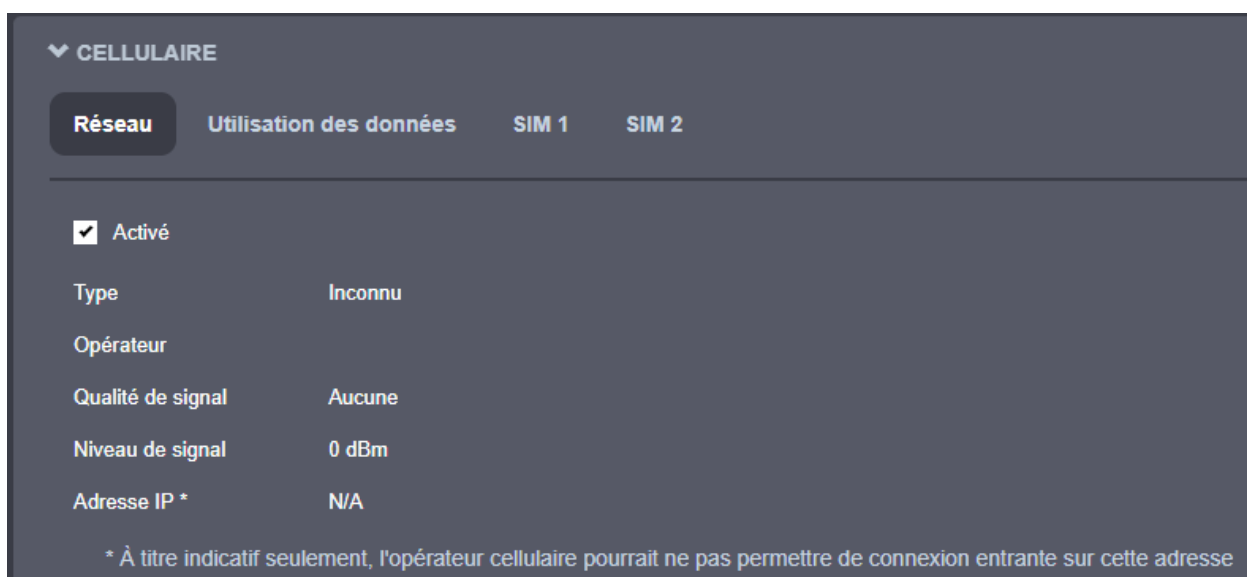 CELLULAIRE
Réseau Utilisation des données SIM 1 SIM 2
Activé
Type Inconnu
Opérateur
Qualité de signal Aucune
Niveau de signal 0 dBm
Adresse IP * N/A
* À titre indicatif seulement, l'opérateur cellulaire pourrait ne pas permettre de connexion entrante sur cette adresse